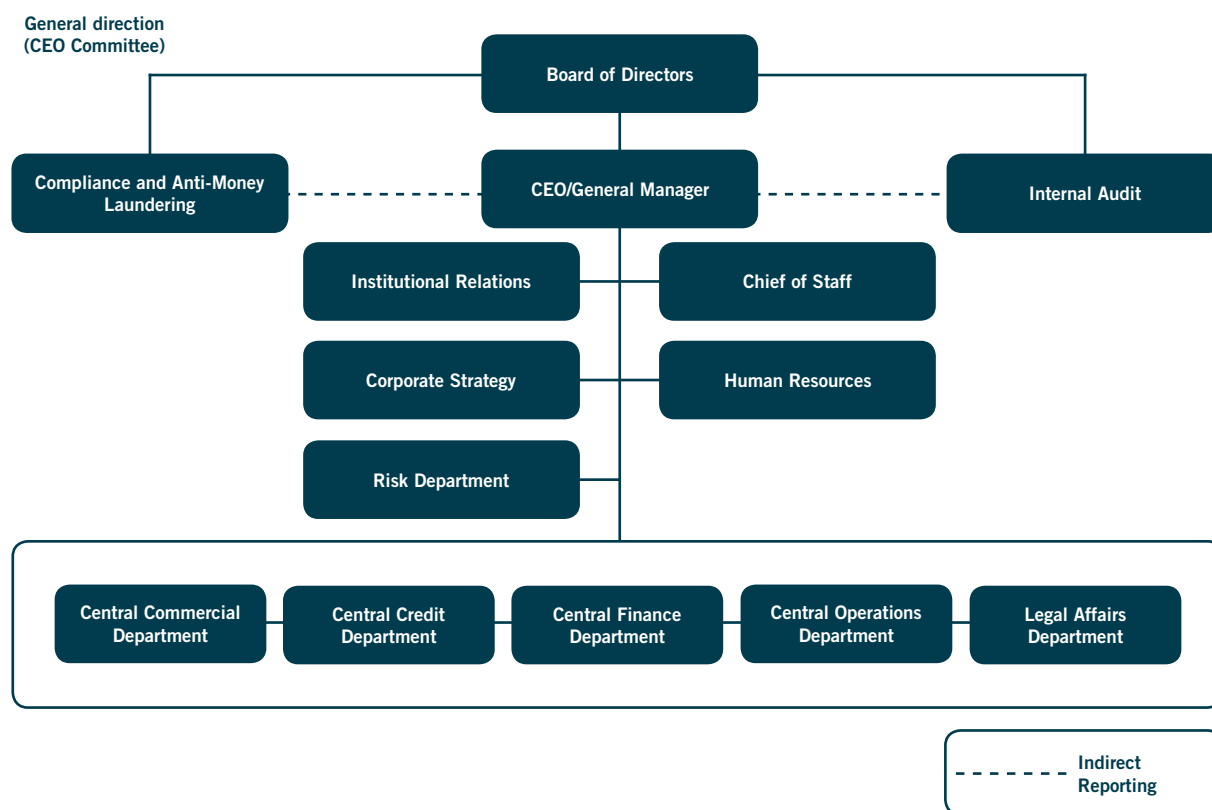 General direction
(CEO Committee)
Board of Directors
Compliance and Anti-Money
Laundering
CEO/General Manager
Internal Audit
Institutional Relations
Chief of Staff
Corporate Strategy
Human Resources
Risk Department
Central Commercial
Department
Central Credit
Department
Central Finance
Department
Central Operations
Department
Legal Affairs
Department
Indirect
Reporting